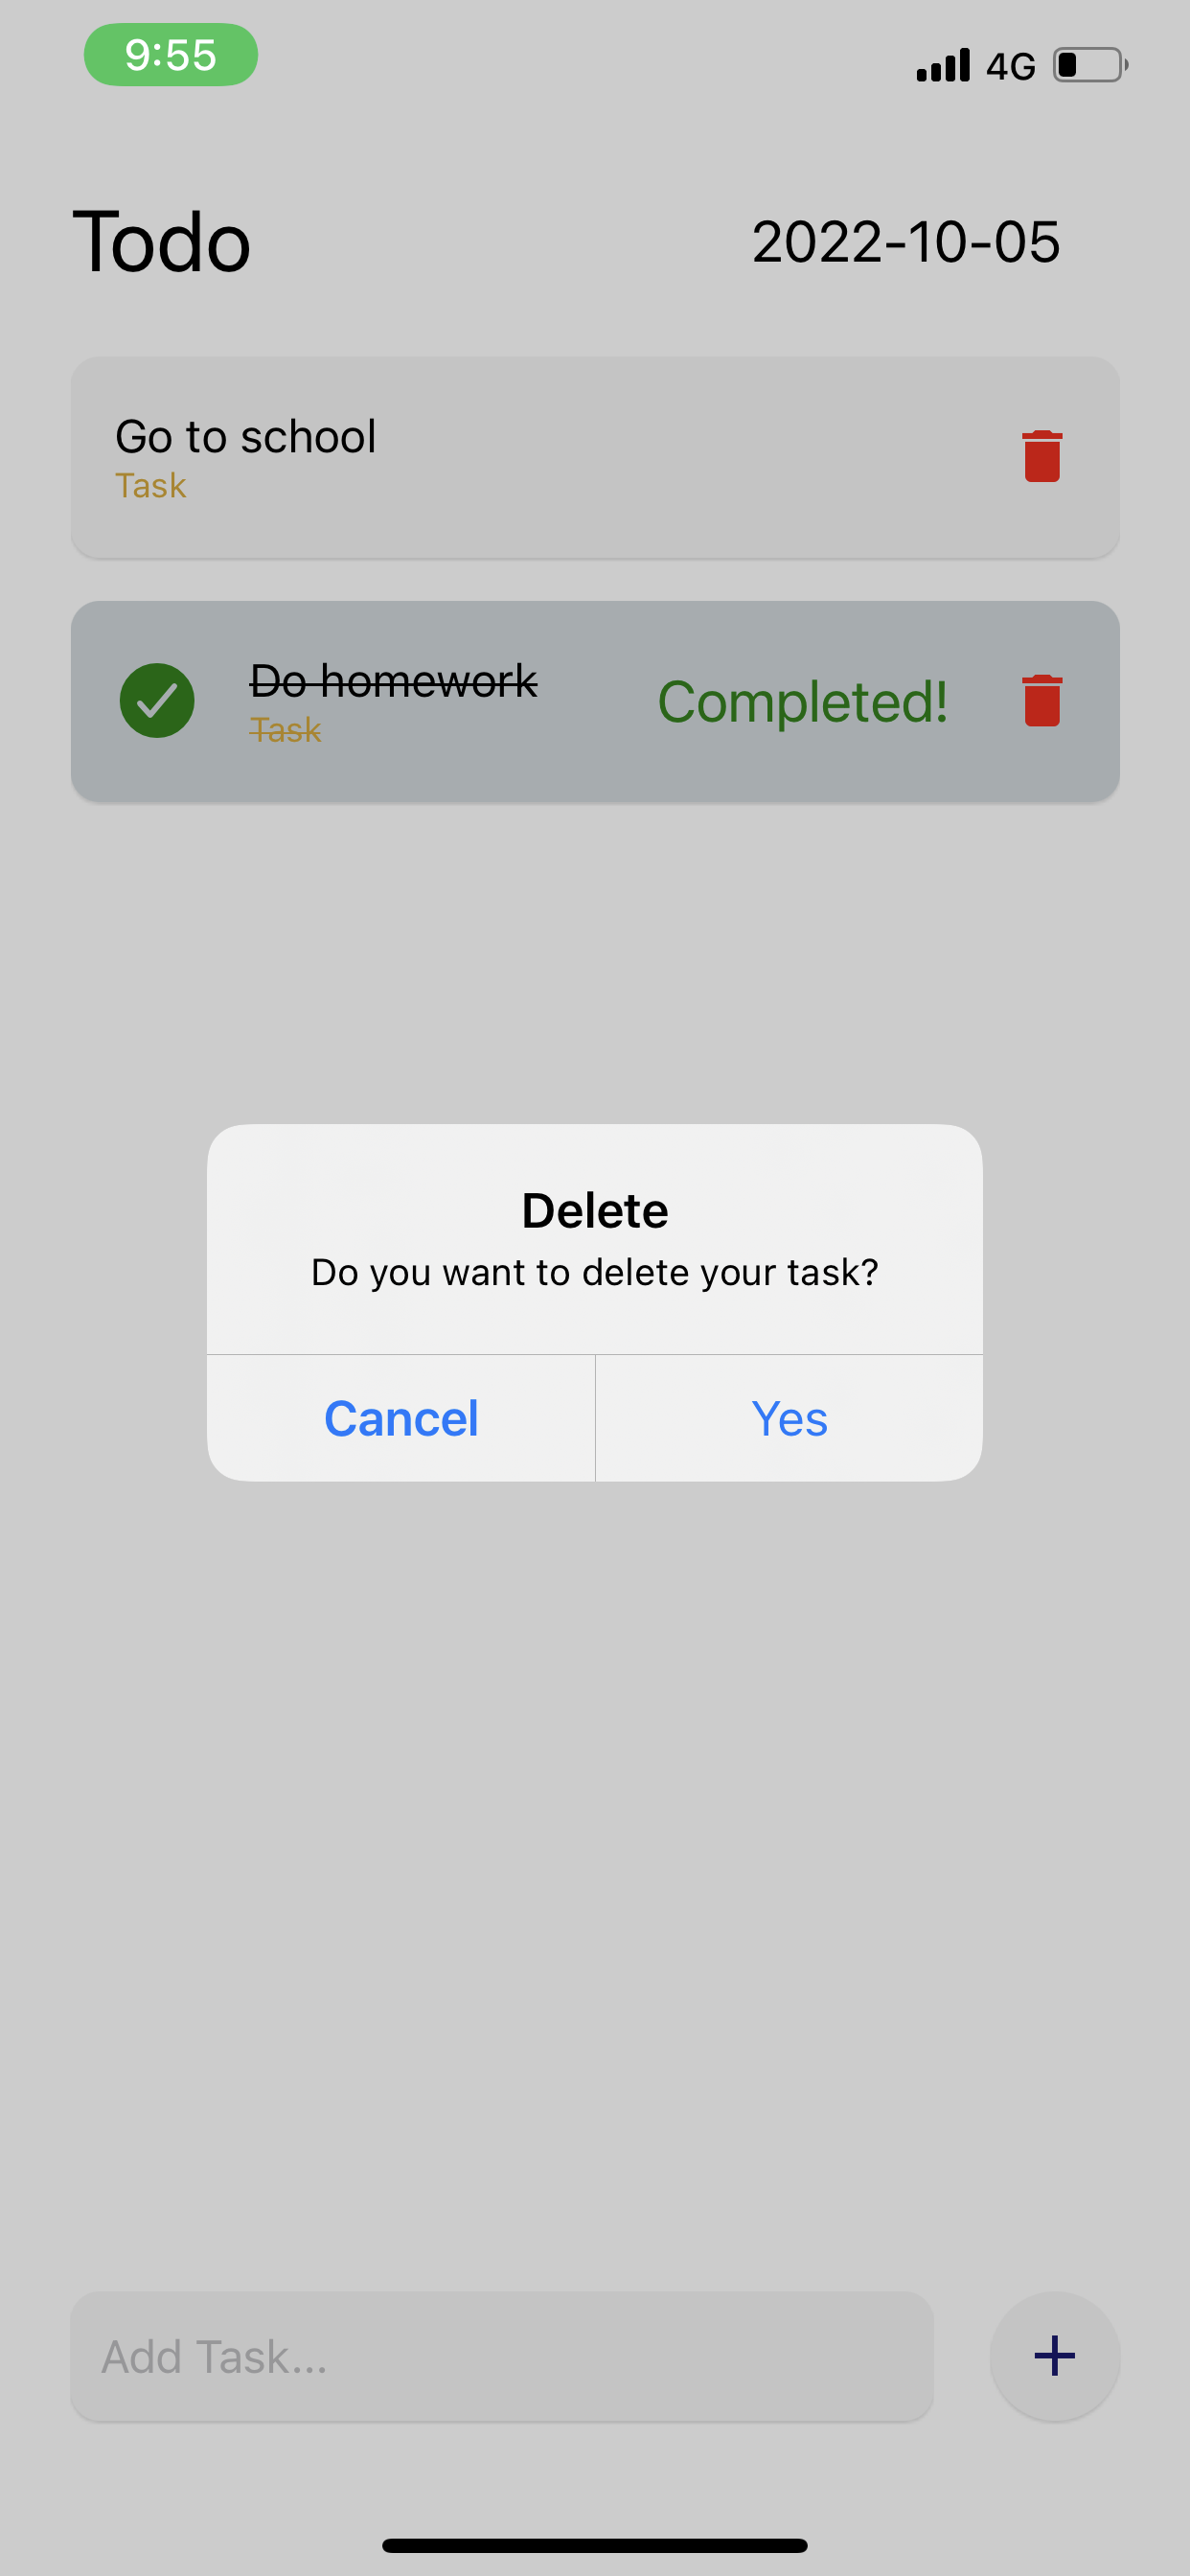 9:55
4G
Todo
2022-10-05
Go to school
Task
Do homework
Task
Completed!
Delete
Do you want to delete your task?
Cancel
Yes
Add Task...